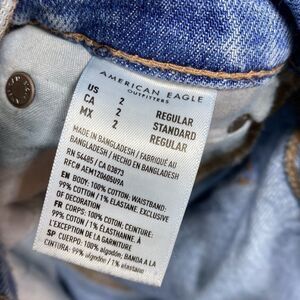 AMERICAN EAGLE
OUTFITTERS
US 2 REGULAR
CA 2 STANDARD
MX 2 REGULAR
MADE IN BANGLADESH / FABRIQUÉ AU
BANGLADESH / HECHO EN BANGLADESH
RN 54485 / CA 03873
RFC# AEM1206069U9A
EN BODY: 100% COTTON, WAISTBAND:
99% COTTON / 1% ELASTANE. EXCLUSIVE
OF DECORATION
FR CORPS: 100% COTON; CEINTURE:
99% COTON / 1% ÉLASTHANNE. À
L'EXCEPTION DE LA GARNITURE
SP CUERPO: 100% algodón; BANDA A LA
CINTURA: 99% algodón / 1% elastano